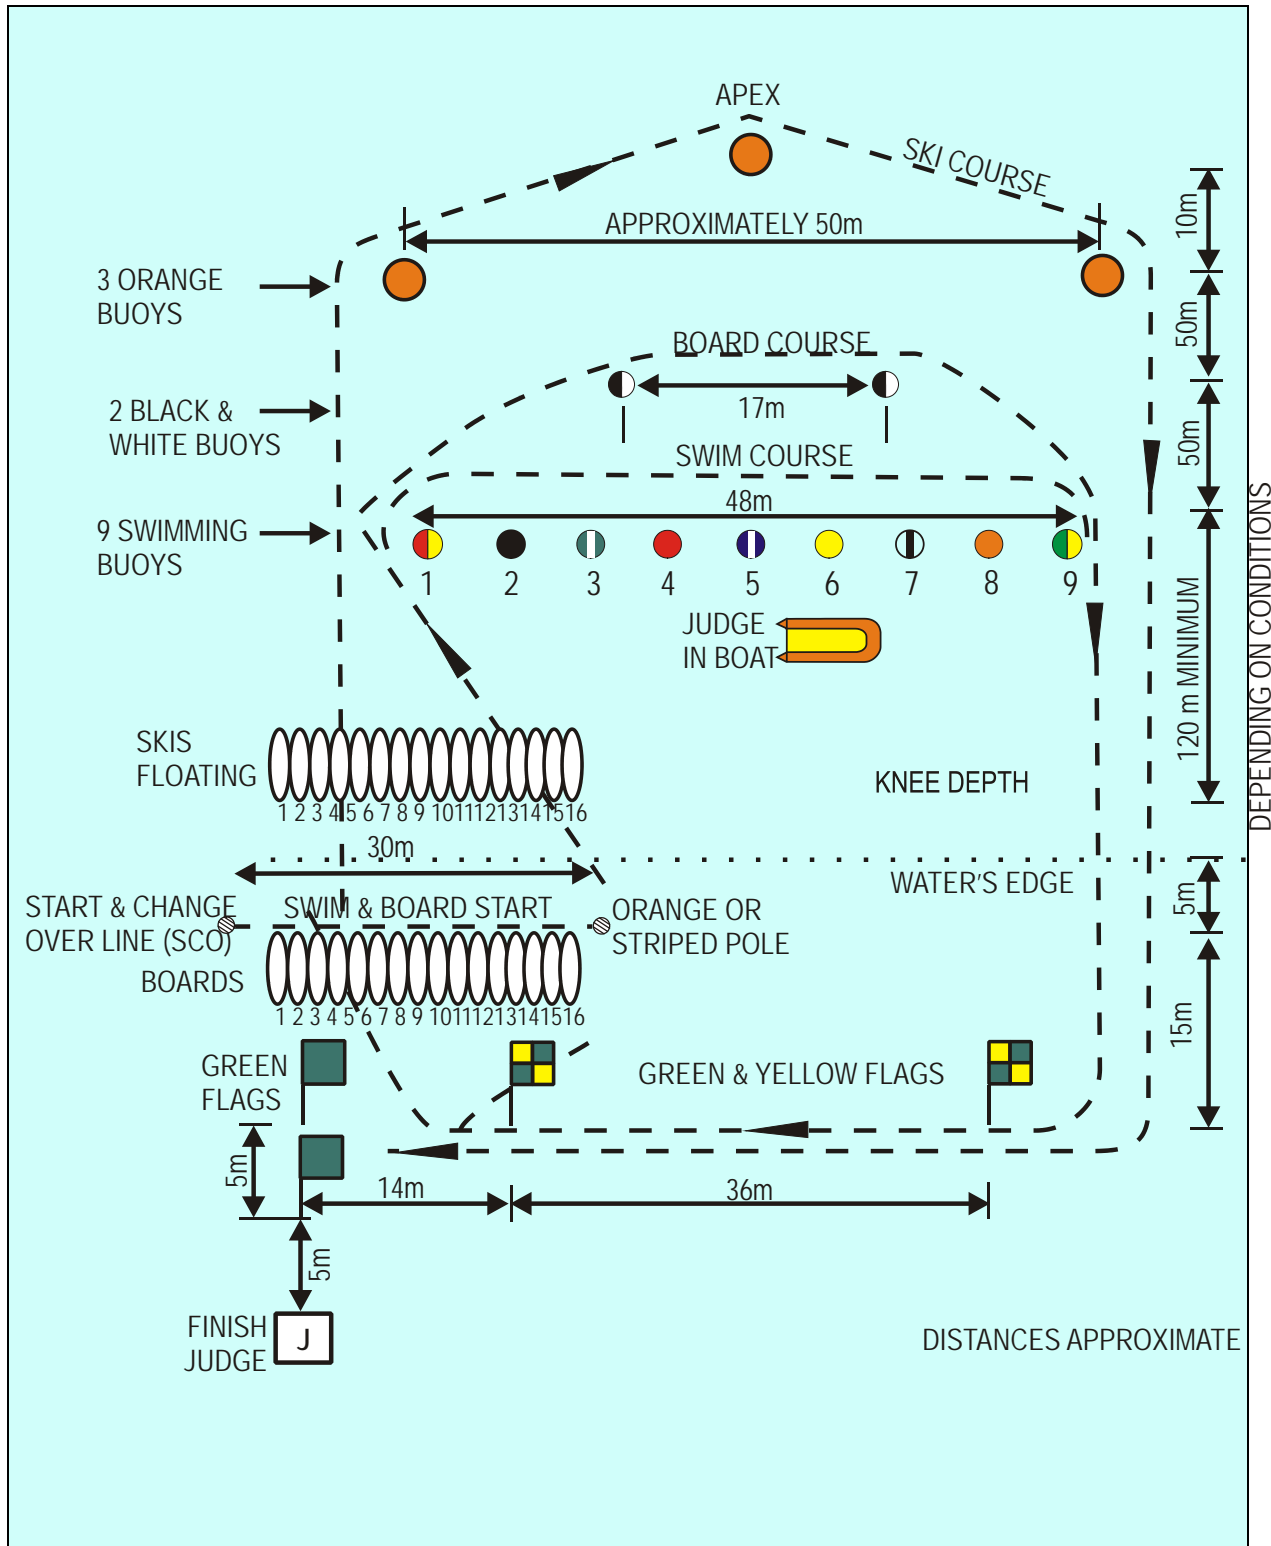 APEX
SKI COURSE
10m
APPROXIMATELY 50m
3 ORANGE
BUOYS
50m
BOARD COURSE
2 BLACK &
WHITE BUOYS
17m
50m
SWIM COURSE
48m
9 SWIMMING
BUOYS
1 2 3 4 5 6 7 8 9
DEPENDING ON CONDITIONS
JUDGE
IN BOAT
120 m MINIMUM
SKIS
FLOATING
KNEE DEPTH
1 2 3 4 5 6 7 8 9 10 11 12 13 14 15 16
30m
WATER'S EDGE
5m
START & CHANGE
OVER LINE (SCO)
SWIM & BOARD START
ORANGE OR
STRIPED POLE
BOARDS
1 2 3 4 5 6 7 8 9 10 11 12 13 14 15 16
15m
GREEN
FLAGS
GREEN & YELLOW FLAGS
5m
14m
36m
5m
FINISH
JUDGE
J
DISTANCES APPROXIMATE